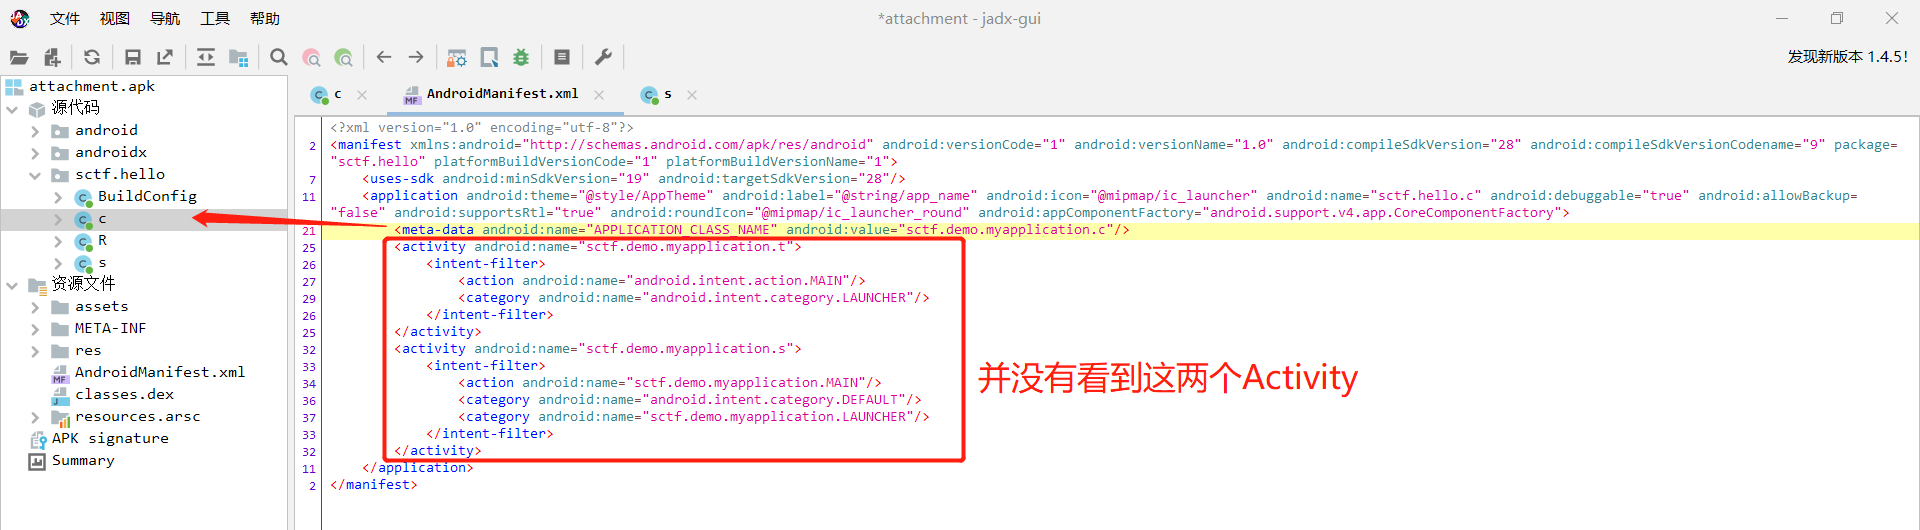 文件 视图 导航 工具 帮助
*attachment - jadx-gui
发现新版本 1.4.5!
attachment.apk
源代码
android
androidx
sctf.hello
BuildConfig
c
R
s
资源文件
assets
META-INF
res
AndroidManifest.xml
classes.dex
resources.arsc
APK signature
Summary
c AndroidManifest.xml s
<?xml version="1.0" encoding="utf-8"?>
2 <manifest xmlns:android="http://schemas.android.com/apk/res/android" android:versionCode="1" android:versionName="1.0" android:compileSdkVersion="28" android:compileSdkVersionCodename="9" package=
"sctf.hello" platformBuildVersionCode="1" platformBuildVersionName="1">
7 <uses-sdk android:minSdkVersion="19" android:targetSdkVersion="28"/>
11 <application android:theme="@style/AppTheme" android:label="@string/app_name" android:icon="@mipmap/ic_launcher" android:name="sctf.hello.c" android:debuggable="true" android:allowBackup=
"false" android:supportsRtl="true" android:roundIcon="@mipmap/ic_launcher_round" android:appComponentFactory="android.support.v4.app.CoreComponentFactory">
21 <meta-data android:name="APPLICATION_CLASS_NAME" android:value="sctf.demo.myapplication.c"/>
25 <activity android:name="sctf.demo.myapplication.t">
26 <intent-filter>
27 <action android:name="android.intent.action.MAIN"/>
29 <category android:name="android.intent.category.LAUNCHER"/>
26 </intent-filter>
25 </activity>
32 <activity android:name="sctf.demo.myapplication.s">
33 <intent-filter>
34 <action android:name="sctf.demo.myapplication.MAIN"/>
36 <category android:name="android.intent.category.DEFAULT"/>
37 <category android:name="sctf.demo.myapplication.LAUNCHER"/>
33 </intent-filter>
32 </activity>
11 </application>
2 </manifest>
并没有看到这两个Activity